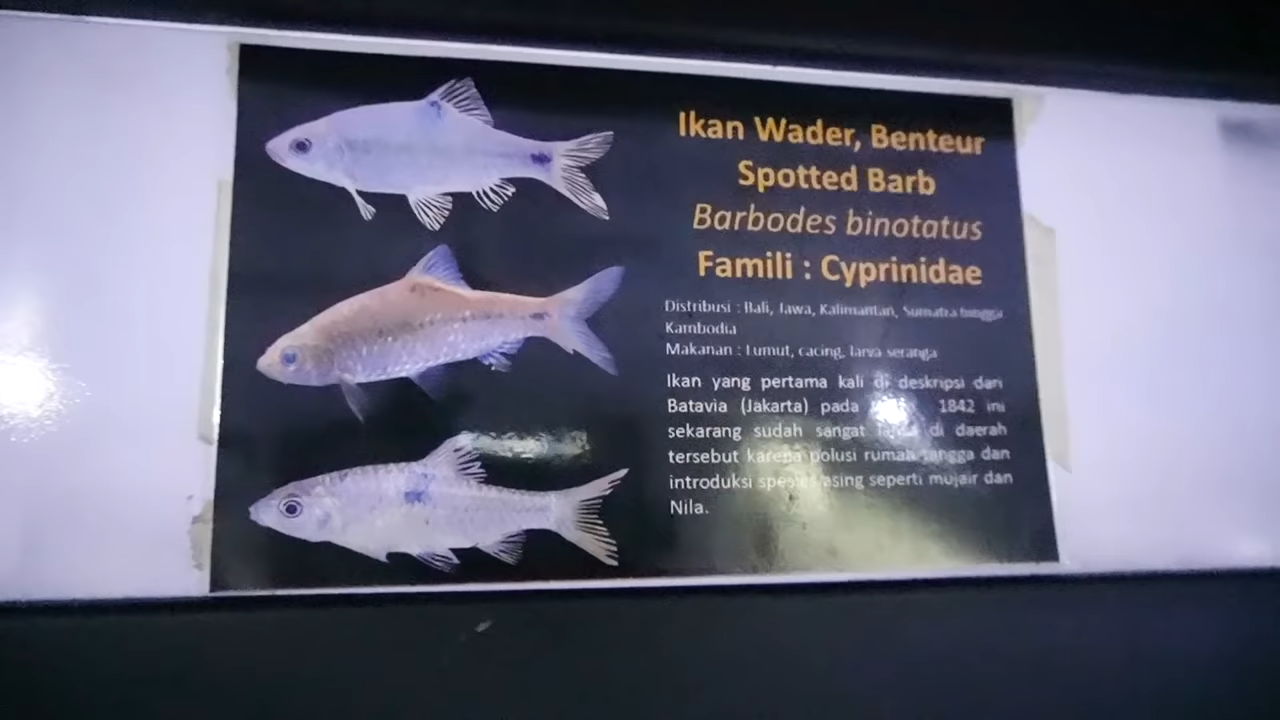 Ikan Wader, Benteur
Spotted Barb
Barbodes binotatus
Famili : Cyprinidae
Distribusi : Bali, Jawa, Kalimantan, Sumatra hingga
Kambodia
Makanan : Lumut, cacing, larva seranga
Ikan yang pertama kali di deskripsi dari
Batavia (Jakarta) pada 1842 ini
sekarang sudah sangat di daerah
tersebut karena polusi rumah tangga dan
introduksi spesies asing seperti mujair dan
Nila.